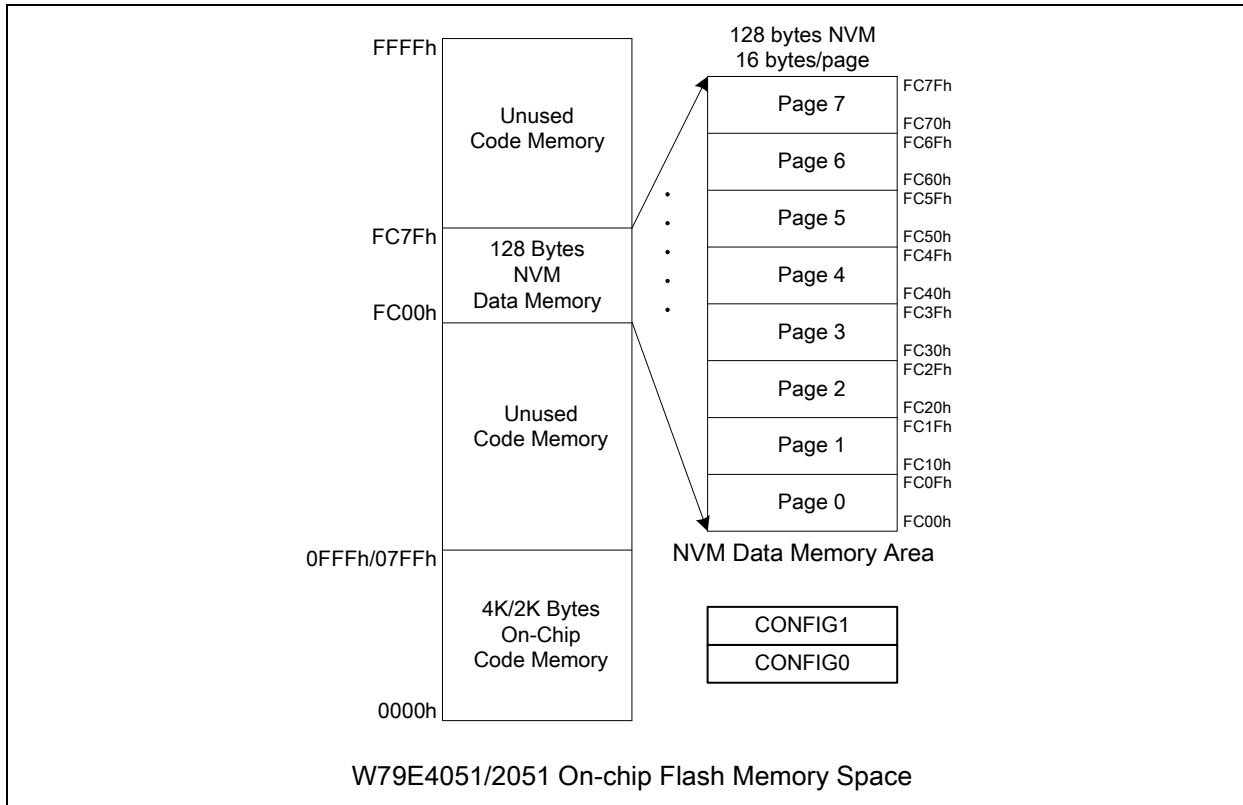 FFFFh
Unused
Code Memory
FC7Fh
128 Bytes
NVM
Data Memory
FC00h
Unused
Code Memory
0FFFh/07FFh
4K/2K Bytes
On-Chip
Code Memory
0000h
128 bytes NVM
16 bytes/page
Page 7
FC7Fh
FC70h
Page 6
FC6Fh
FC60h
Page 5
FC5Fh
FC50h
Page 4
FC4Fh
FC40h
Page 3
FC3Fh
FC30h
Page 2
FC2Fh
FC20h
Page 1
FC1Fh
FC10h
Page 0
FC0Fh
FC00h
NVM Data Memory Area
CONFIG1
CONFIG0
W79E4051/2051 On-chip Flash Memory Space